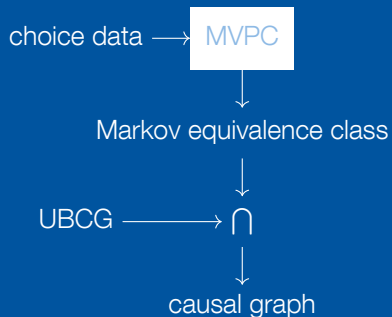 choice data
MVPC
Markov equivalence class
UBCG
∩
causal graph